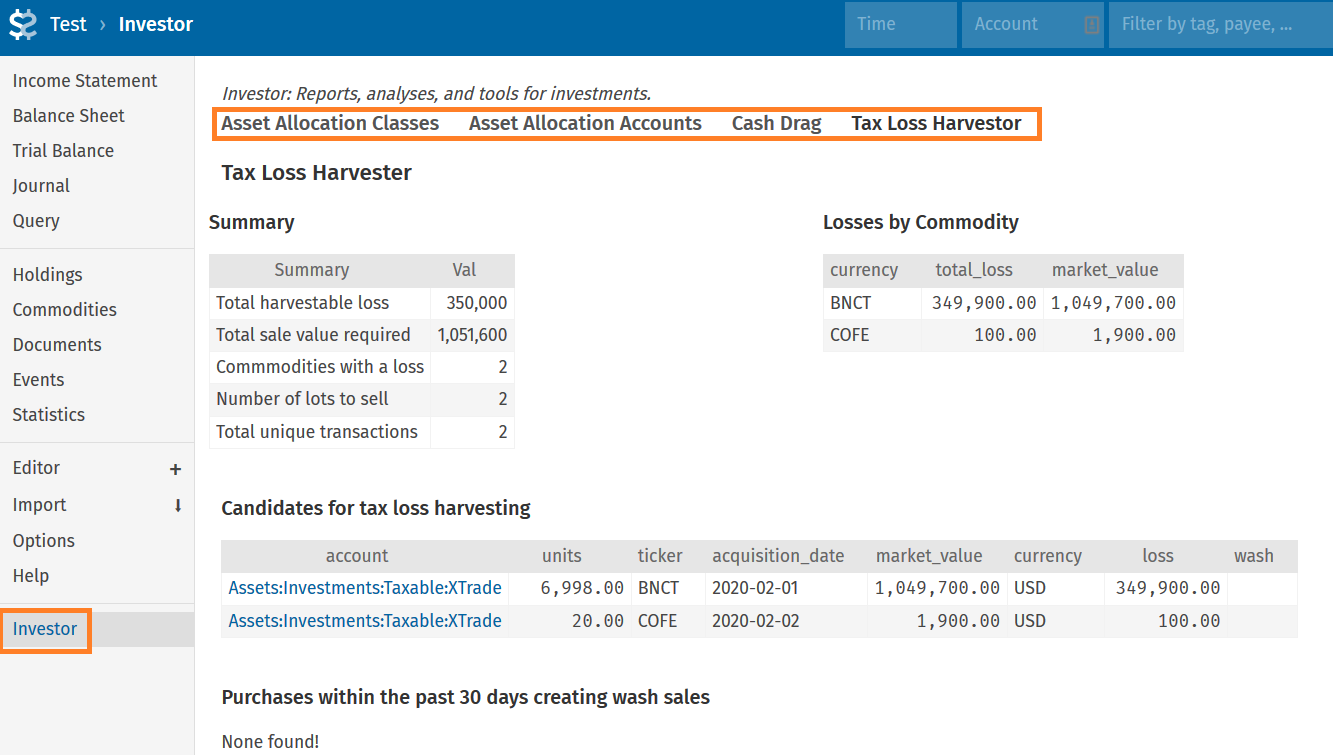 Test › Investor
Time
Account
Filter by tag, payee, ...
Income Statement
Balance Sheet
Trial Balance
Journal
Query
Holdings
Commodities
Documents
Events
Statistics
Editor +
Import
Options
Help
Investor
Investor: Reports, analyses, and tools for investments.
Asset Allocation Classes Asset Allocation Accounts Cash Drag Tax Loss Harvestor
Tax Loss Harvester
Summary
Summary Val
Total harvestable loss 350,000
Total sale value required 1,051,600
Commmodities with a loss 2
Number of lots to sell 2
Total unique transactions 2
Losses by Commodity
currency total_loss market_value
BNCT 349,900.00 1,049,700.00
COFE 100.00 1,900.00
Candidates for tax loss harvesting
account units ticker acquisition_date market_value currency loss wash
Assets:Investments:Taxable:XTrade 6,998.00 BNCT 2020-02-01 1,049,700.00 USD 349,900.00
Assets:Investments:Taxable:XTrade 20.00 COFE 2020-02-02 1,900.00 USD 100.00
Purchases within the past 30 days creating wash sales
None found!